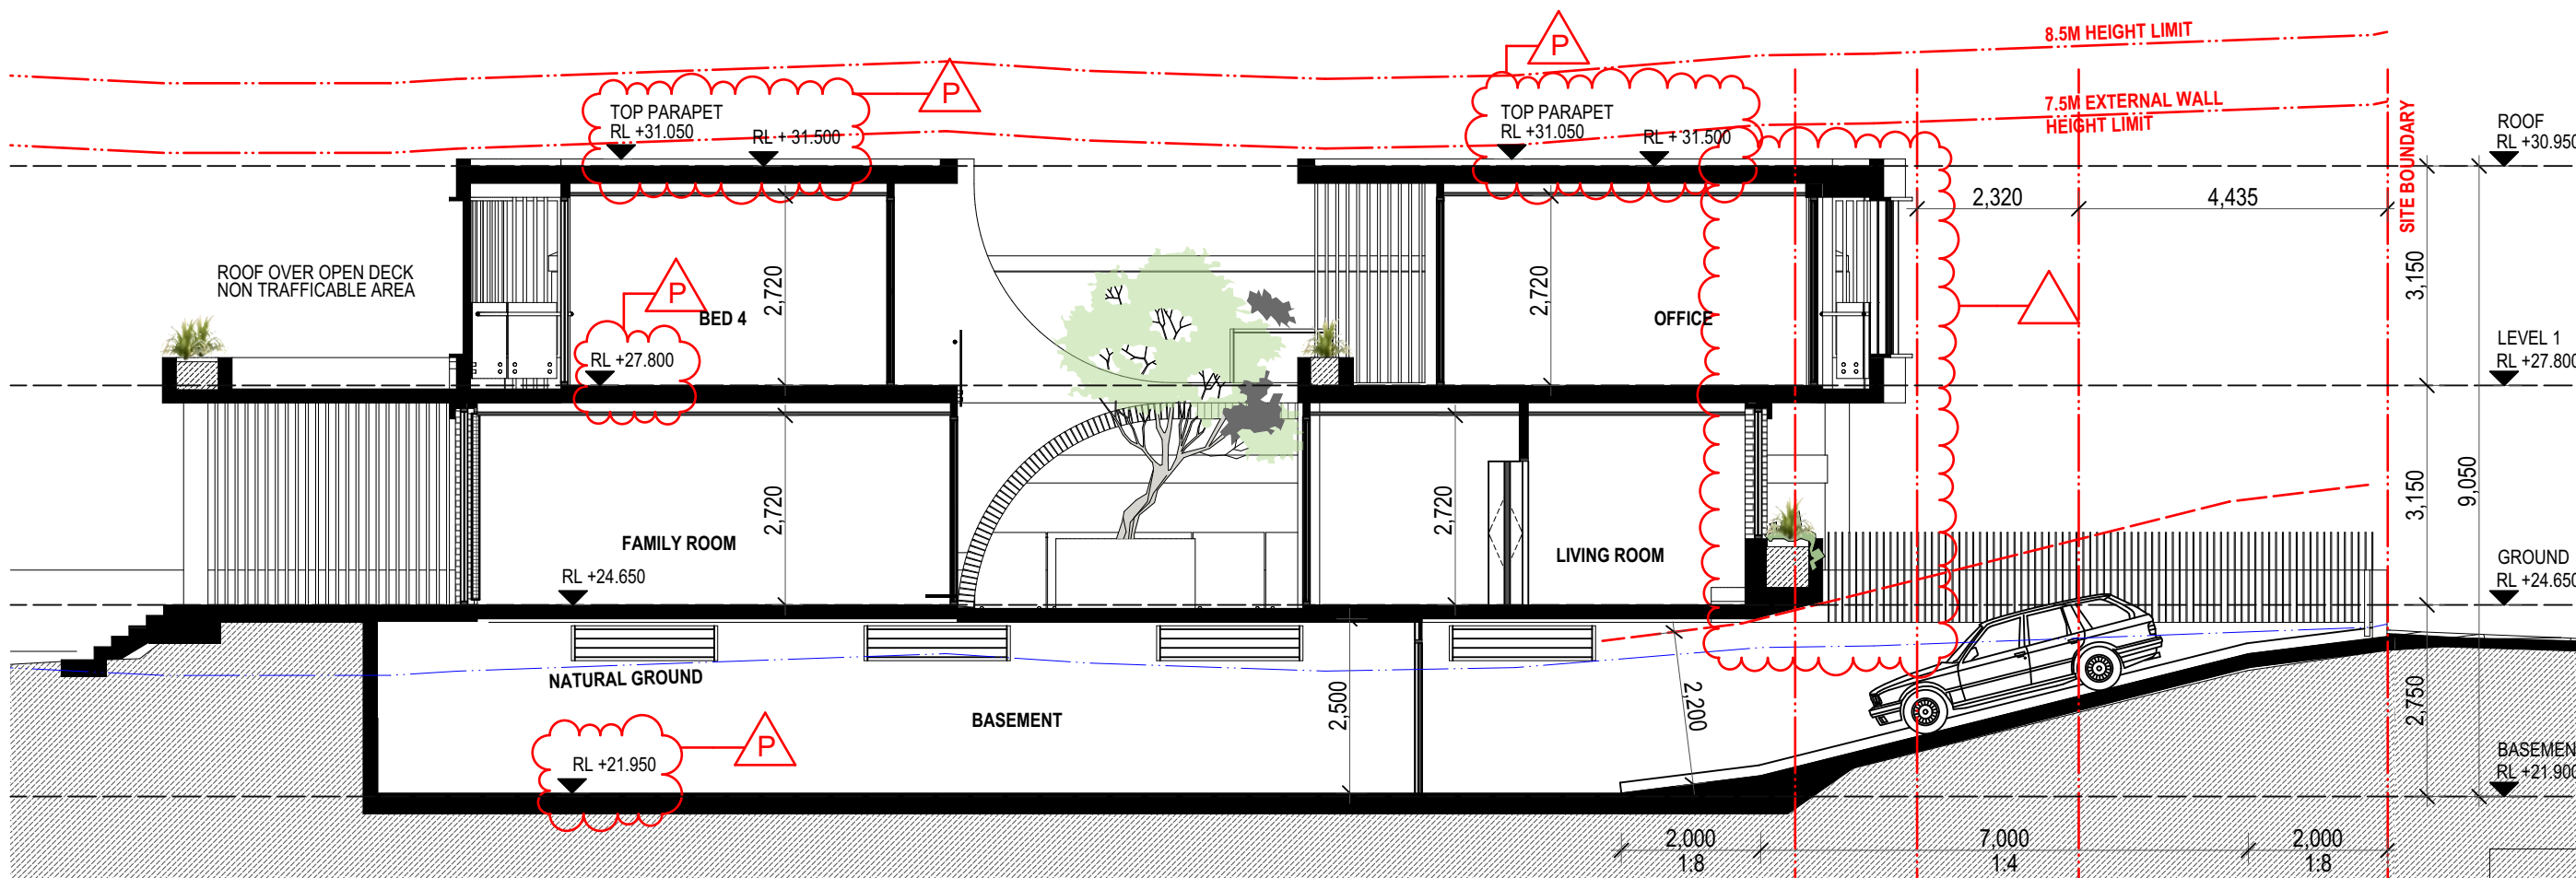 8.5M HEIGHT LIMIT
P
P
TOP PARAPET
RL +31.050
RL + 31.500
TOP PARAPET
RL +31.050
RL + 31.500
7.5M EXTERNAL WALL
HEIGHT LIMIT
SITE BOUNDARY
ROOF
RL +30.950
2,320
4,435
ROOF OVER OPEN DECK
NON TRAFFICABLE AREA
P
BED 4
2,720
2,720
OFFICE
3,150
RL +27.800
LEVEL 1
RL +27.800
FAMILY ROOM
2,720
2,720
LIVING ROOM
3,150
9,050
RL +24.650
GROUND
RL +24.650
NATURAL GROUND
BASEMENT
2,500
2,200
2,750
P
RL +21.950
BASEMEN
RL +21.900
2,000
7,000
2,000
1:8
1:4
1:8